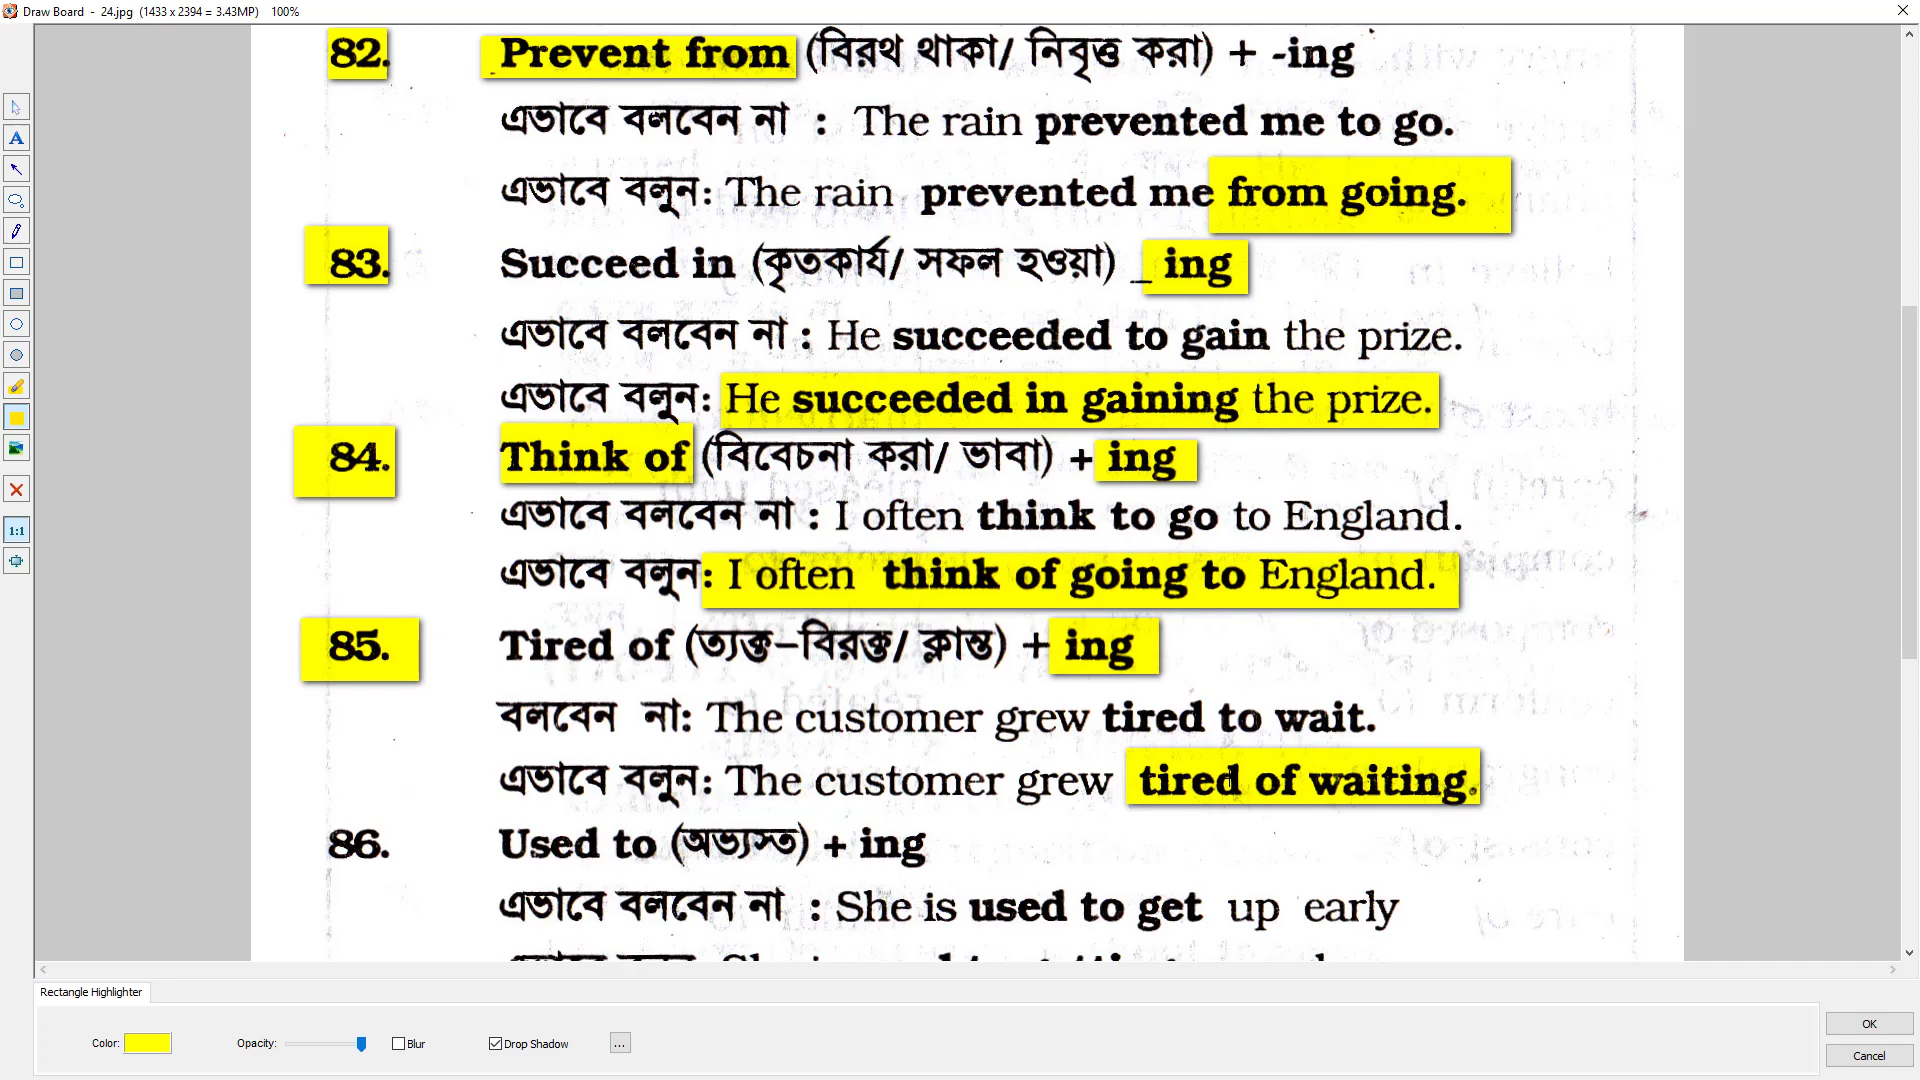 Draw Board - 24.jpg (1433 x 2394 = 3.43MP) 100%
82. Prevent from (বিরথ থাকা/ নিবৃত্ত করা) + -ing
এভাবে বলবেন না : The rain prevented me to go.
এভাবে বলুন: The rain prevented me from going.
83. Succeed in (কৃতকার্য/ সফল হওয়া) _ ing
এভাবে বলবেন না : He succeeded to gain the prize.
এভাবে বলুন: He succeeded in gaining the prize.
84. Think of (বিবেচনা করা/ ভাবা) + ing
এভাবে বলবেন না : I often think to go to England.
এভাবে বলুন: I often think of going to England.
85. Tired of (ত্যক্ত–বিরক্ত/ ক্লান্ত) + ing
বলবেন না: The customer grew tired to wait.
এভাবে বলুন: The customer grew tired of waiting.
86. Used to (অভ্যস্ত) + ing
এভাবে বলবেন না : She is used to get up early
A
1:1
Rectangle Highlighter
Color: Opacity: Blur Drop Shadow ...
OK
Cancel